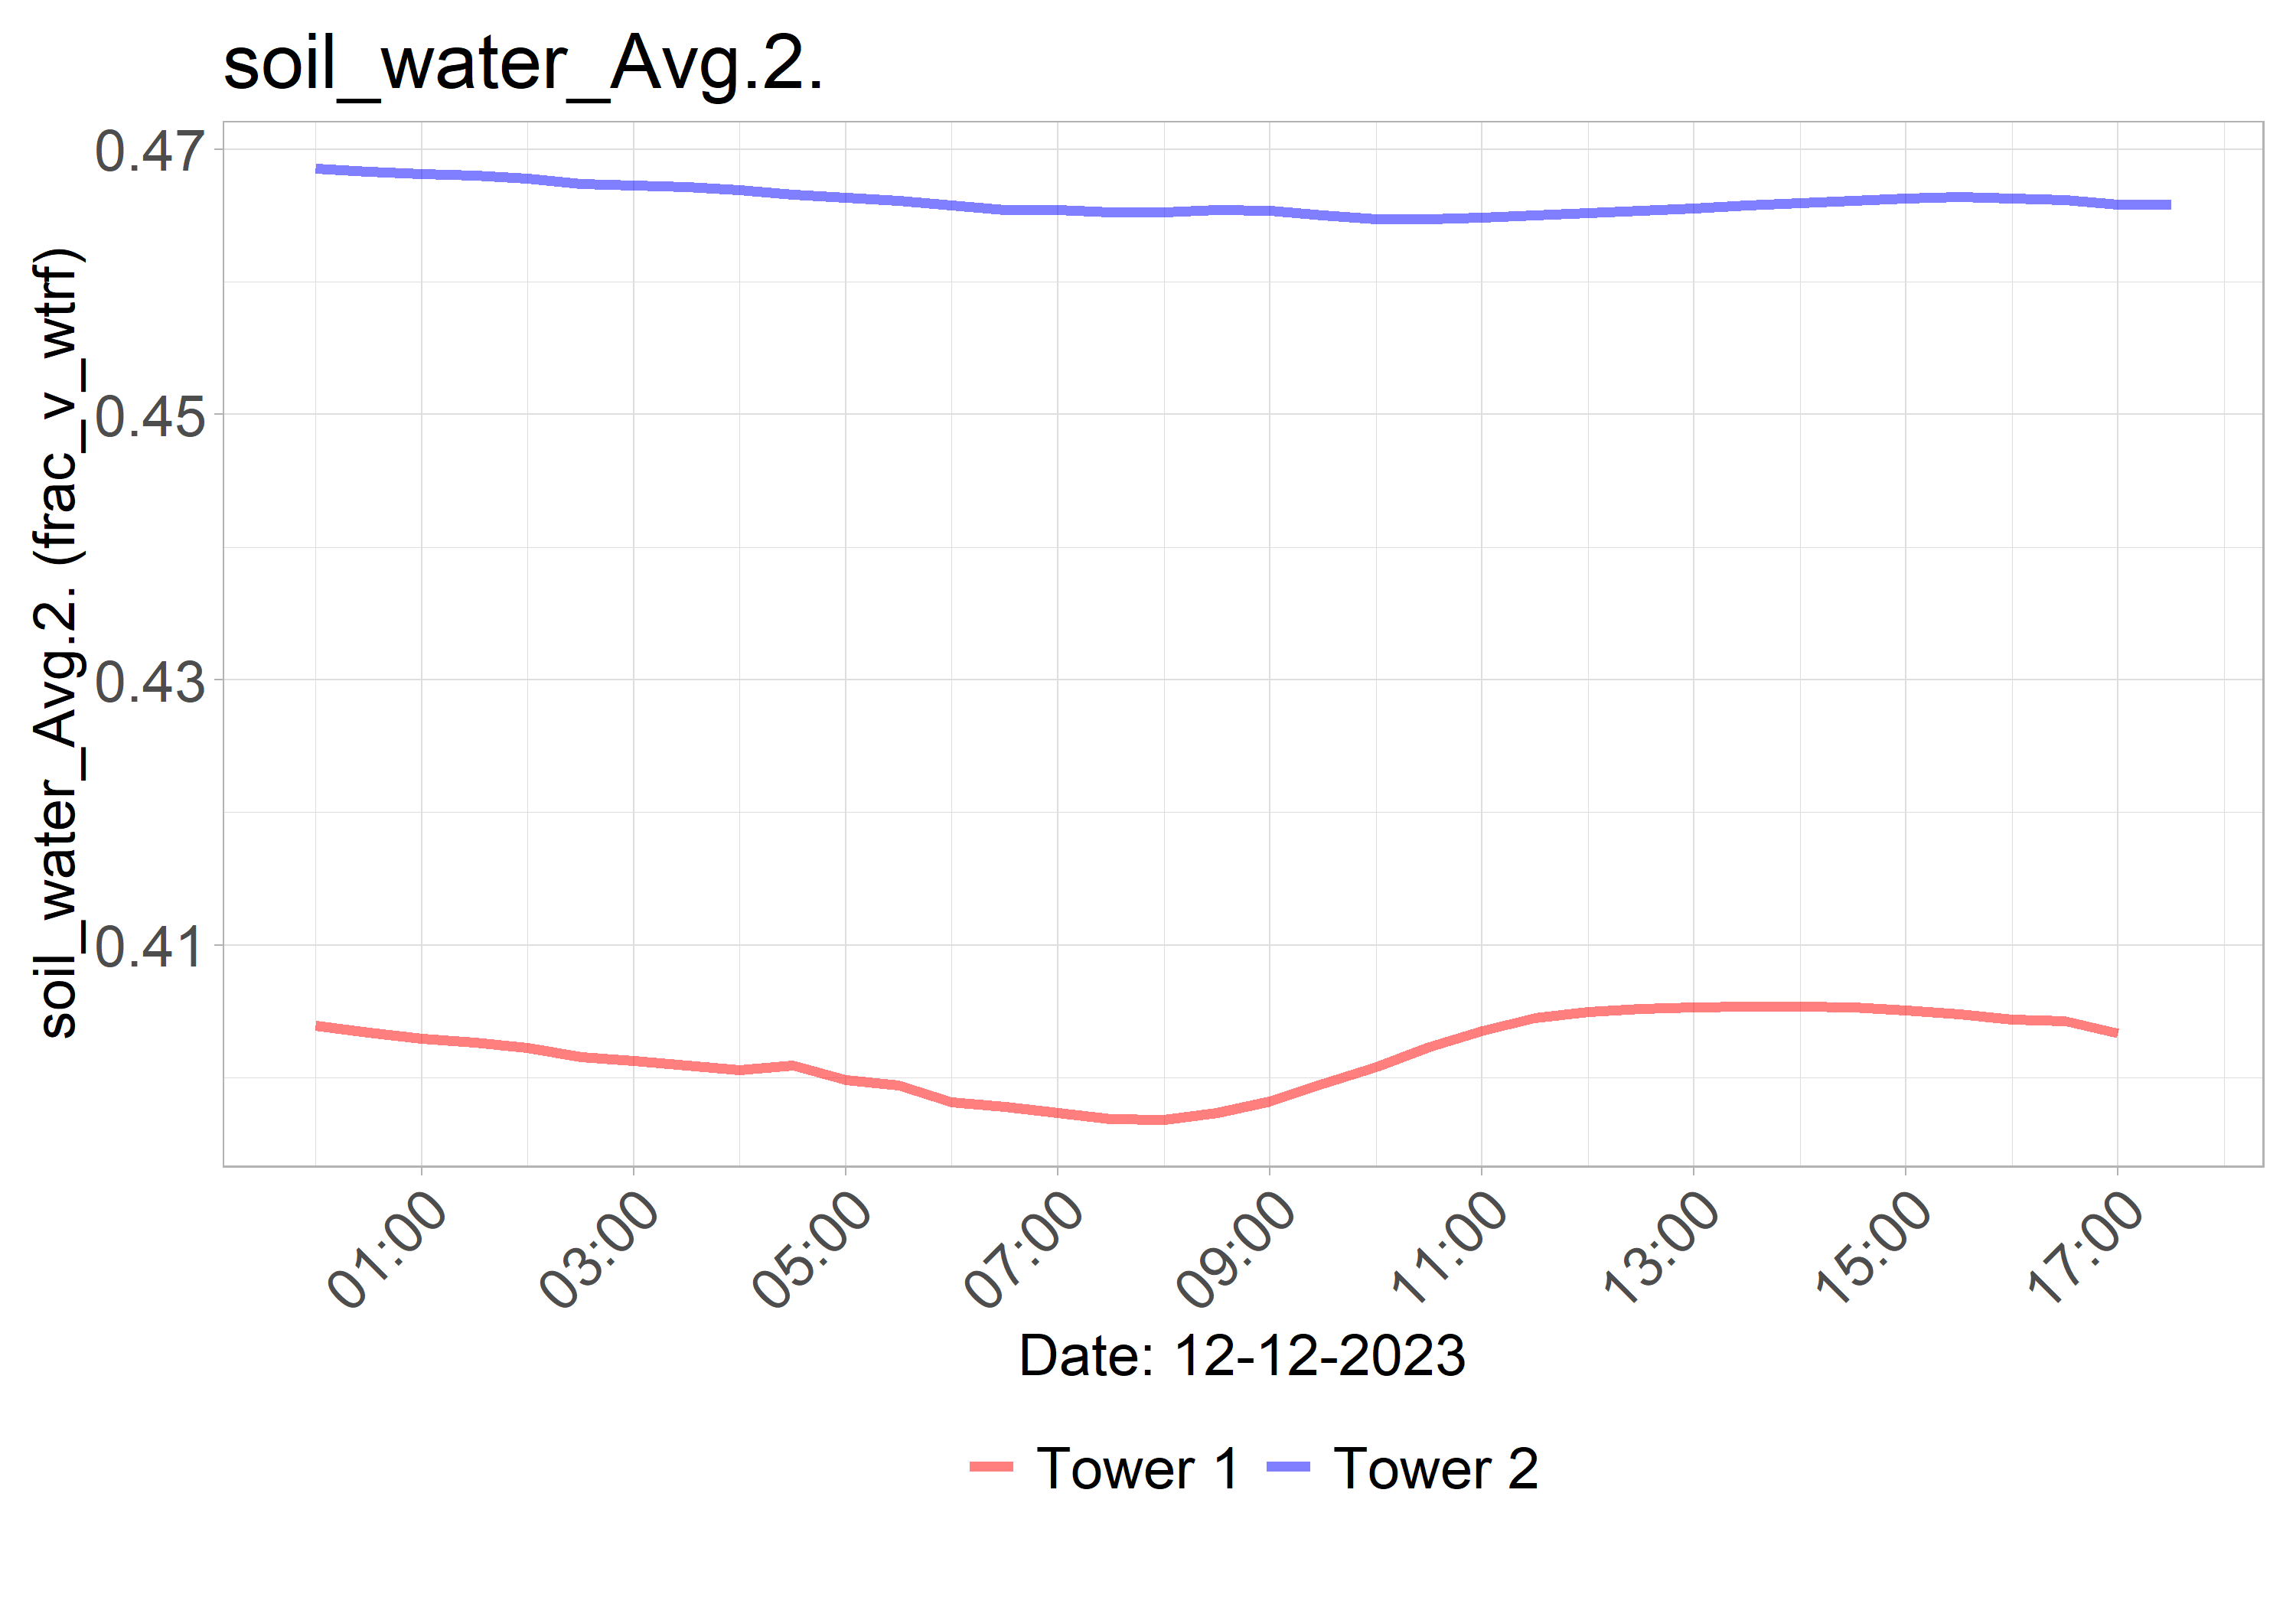 soil_water_Avg.2.
soil_water_Avg.2. (frac_v_wtrf)
0.47
0.45
0.43
0.41
01:00
03:00
05:00
07:00
09:00
11:00
13:00
15:00
17:00
Date: 12-12-2023
Tower 1
Tower 2